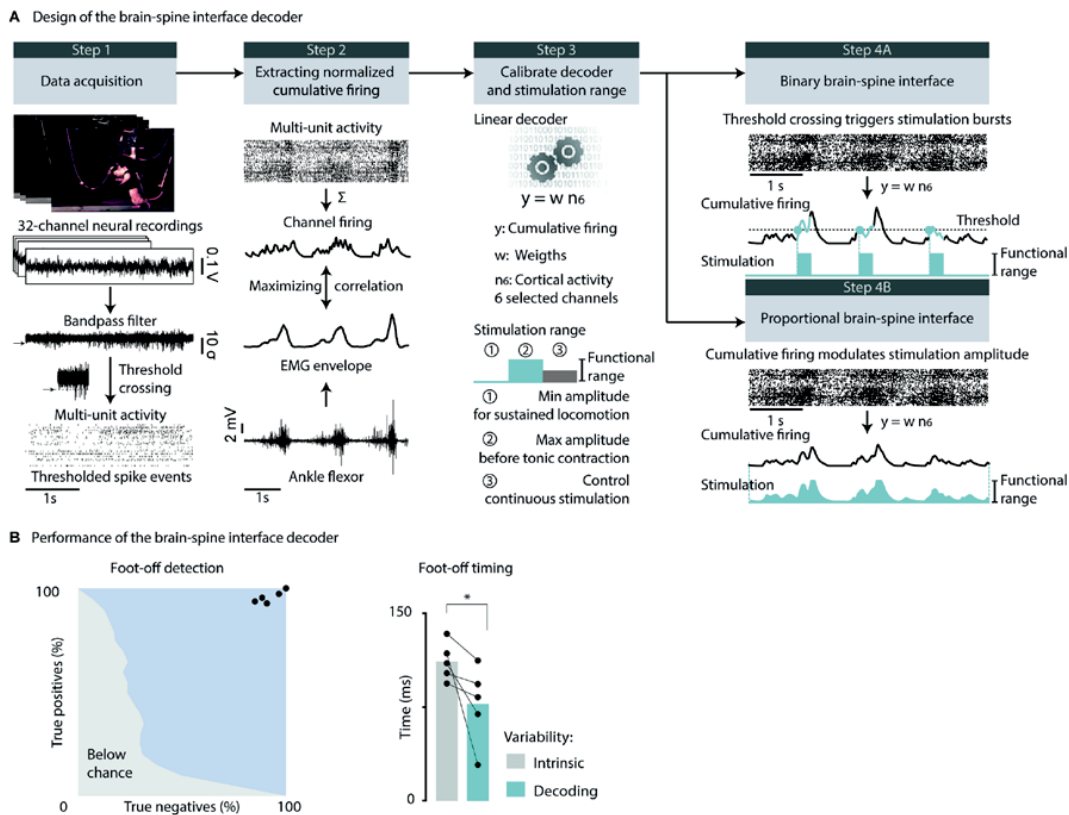 A Design of the brain-spine interface decoder
Step 1
Data acquisition
32-channel neural recordings
0.1 V
Bandpass filter
10 σ
Threshold
crossing
Multi-unit activity
Thresholded spike events
1s
Step 2
Extracting normalized
cumulative firing
Multi-unit activity
Σ
Channel firing
Maximizing correlation
EMG envelope
2 mV
Ankle flexor
1s
Step 3
Calibrate decoder
and stimulation range
Linear decoder
y = w n6
y: Cumulative firing
w: Weigths
n6: Cortical activity
6 selected channels
Stimulation range
① ② ③
Functional
range
① Min amplitude
for sustained locomotion
② Max amplitude
before tonic contraction
③ Control
continuous stimulation
Step 4A
Binary brain-spine interface
Threshold crossing triggers stimulation bursts
1 s
y = w n6
Cumulative firing
Threshold
Stimulation
Functional
range
Step 4B
Proportional brain-spine interface
Cumulative firing modulates stimulation amplitude
1 s
y = w n6
Cumulative firing
Stimulation
Functional
range
B Performance of the brain-spine interface decoder
Foot-off detection
100
True positives (%)
Below
chance
0
True negatives (%)
100
Foot-off timing
150
*
Time (ms)
0
Variability:
Intrinsic
Decoding